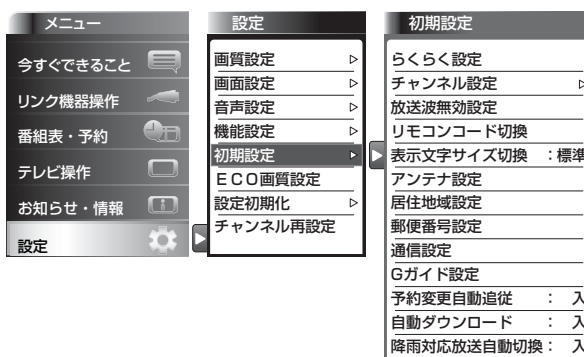 メニュー
今すぐできること
リンク機器操作
番組表・予約
テレビ操作
お知らせ・情報
設定
設定
画質設定
画面設定
音声設定
機能設定
初期設定
ECO画質設定
設定初期化
チャンネル再設定
初期設定
らくらく設定
チャンネル設定
放送波無効設定
リモコンコード切換
表示文字サイズ切換 :標準
アンテナ設定
居住地域設定
郵便番号設定
通信設定
Gガイド設定
予約変更自動追従 : 入
自動ダウンロード : 入
降雨対応放送自動切換: 入